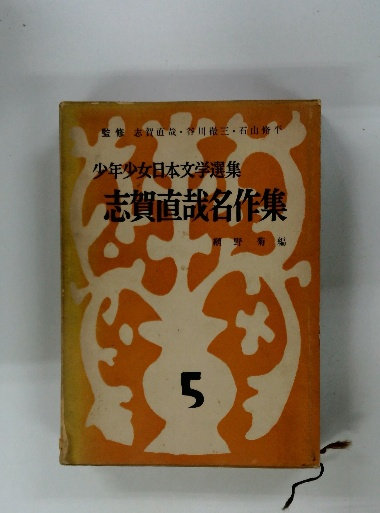 監修 志賀直哉・谷川徹三・石山脩平
少年少女日本文学選集
志賀直哉名作集
網野菊編
5